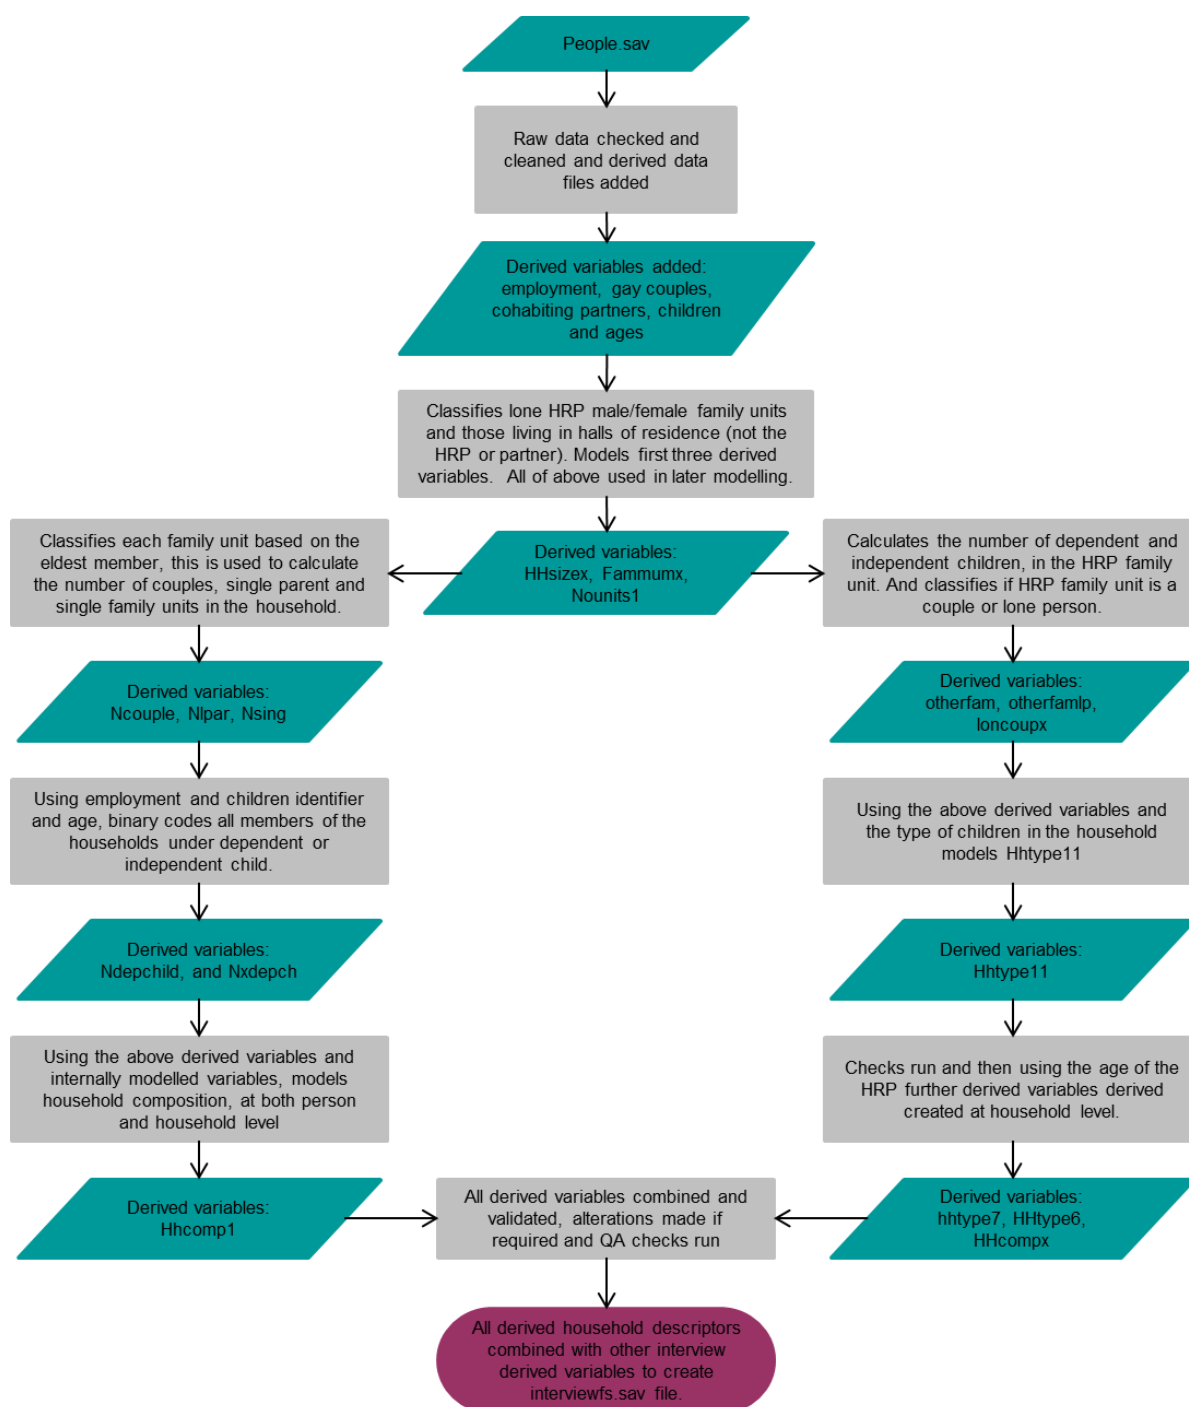 People.sav
Raw data checked and
cleaned and derived data
files added
Derived variables added:
employment, gay couples,
cohabiting partners, children
and ages
Classifies lone HRP male/female family units
and those living in halls of residence (not the
HRP or partner). Models first three derived
variables. All of above used in later modelling.
Classifies each family unit based on the
eldest member, this is used to calculate
the number of couples, single parent and
single family units in the household.
Derived variables:
HHsizex, Fammumx,
Nounits1
Calculates the number of dependent and
independent children, in the HRP family
unit. And classifies if HRP family unit is a
couple or lone person.
Derived variables:
Ncouple, Nlpar, Nsing
Derived variables:
otherfam, otherfamlp,
loncoupx
Using employment and children identifier
and age, binary codes all members of the
households under dependent or
independent child.
Using the above derived variables and
the type of children in the household
models Hhtype11
Derived variables:
Ndepchild, and Nxdepch
Derived variables:
Hhtype11
Using the above derived variables and
internally modelled variables, models
household composition, at both person
and household level
Checks run and then using the age of the
HRP further derived variables derived
created at household level.
Derived variables:
Hhcomp1
All derived variables combined and
validated, alterations made if
required and QA checks run
Derived variables:
hhtype7, HHtype6,
HHcompx
All derived household descriptors
combined with other interview
derived variables to create
interviewfs.sav file.